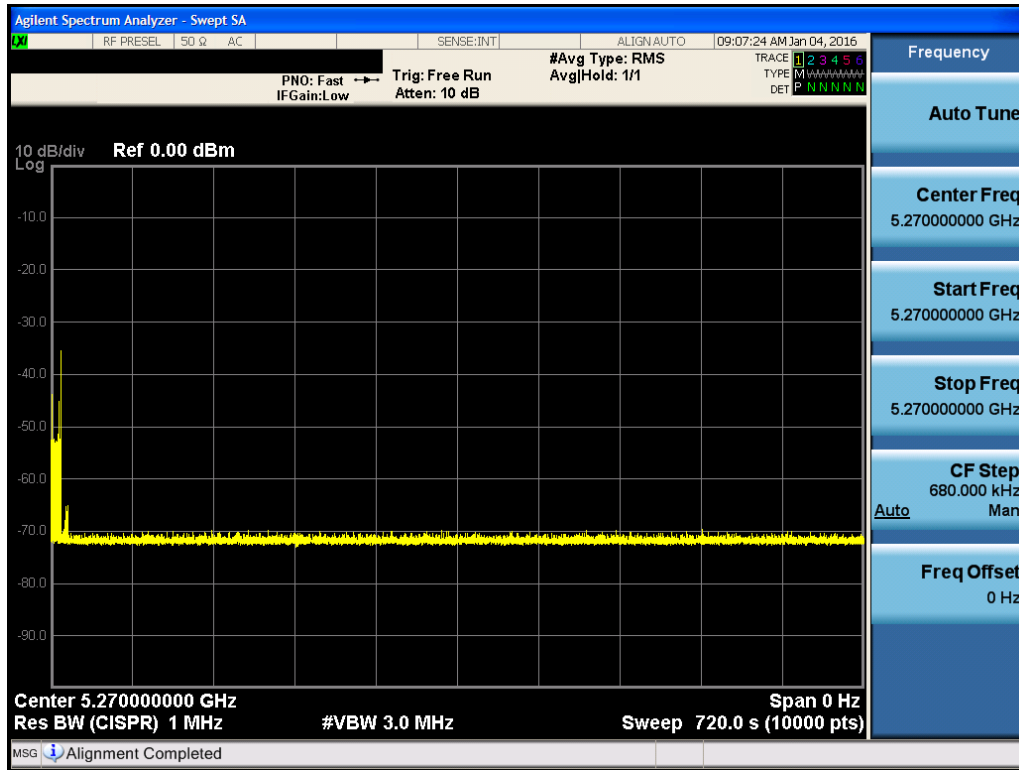 Agilent Spectrum Analyzer - Swept SA
LXI RF PRESEL 50 Ω AC SENSE:INT ALIGN AUTO 09:07:24 AM Jan 04, 2016
Frequency
PNO: Fast
IFGain:Low
Trig: Free Run
Atten: 10 dB
#Avg Type: RMS
Avg|Hold: 1/1
TRACE 1 2 3 4 5 6
TYPE M WWWWW
DET P N N N N N
Auto Tune
10 dB/div Ref 0.00 dBm
Log
-10.0
-20.0
-30.0
-40.0
-50.0
-60.0
-70.0
-80.0
-90.0
Center Freq
5.270000000 GHz
Start Freq
5.270000000 GHz
Stop Freq
5.270000000 GHz
CF Step
680.000 kHz
Auto Man
Freq Offset
0 Hz
Center 5.270000000 GHz Span 0 Hz
Res BW (CISPR) 1 MHz #VBW 3.0 MHz Sweep 720.0 s (10000 pts)
MSG Alignment Completed